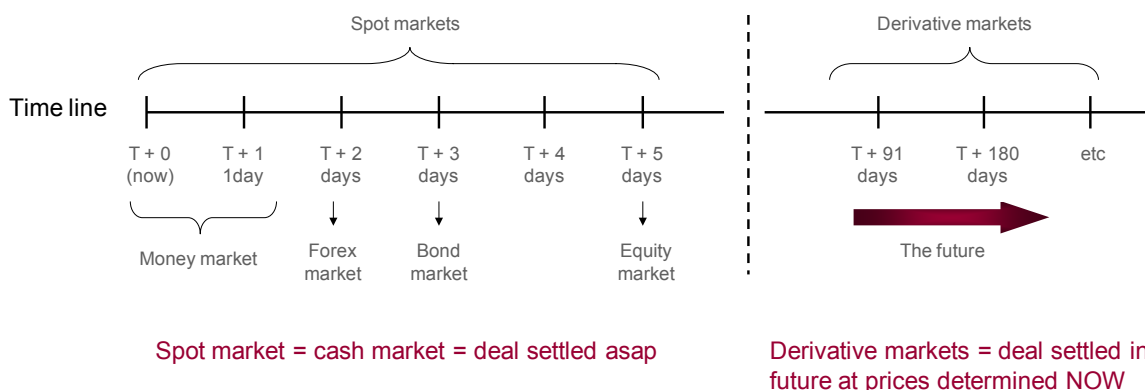 Spot markets
Derivative markets
Time line
T + 0
(now)
T + 1
1day
T + 2
days
T + 3
days
T + 4
days
T + 5
days
T + 91
days
T + 180
days
etc
Money market
Forex
market
Bond
market
Equity
market
The future
Spot market = cash market = deal settled asap
Derivative markets = deal settled in
future at prices determined NOW